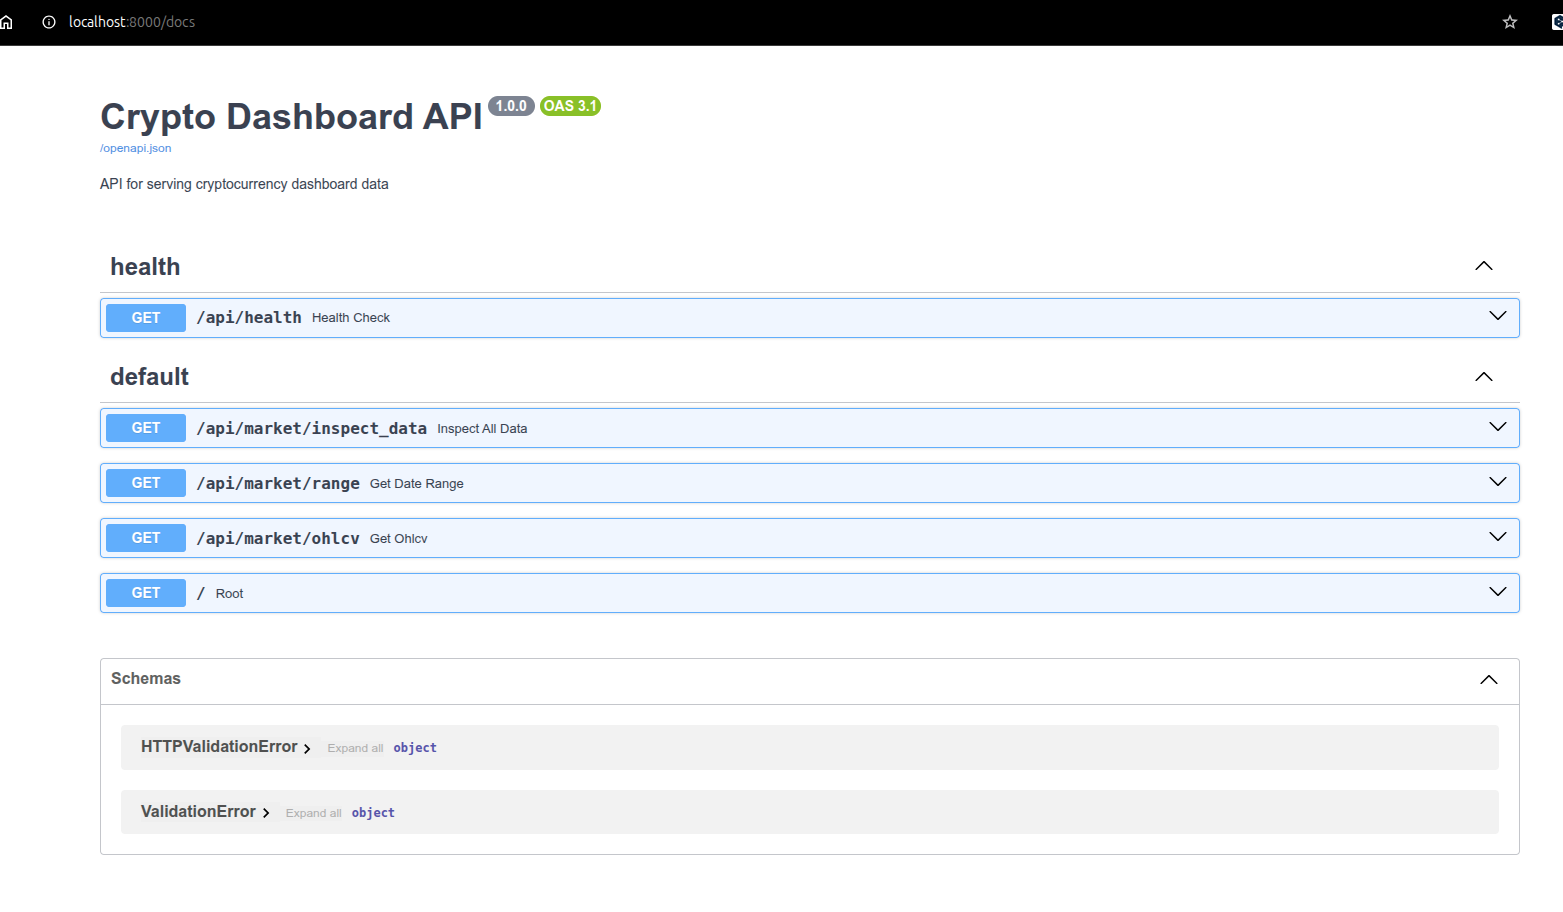 localhost:8000/docs
Crypto Dashboard API 1.0.0 OAS 3.1
/openapi.json
API for serving cryptocurrency dashboard data
health
GET /api/health Health Check
default
GET /api/market/inspect_data Inspect All Data
GET /api/market/range Get Date Range
GET /api/market/ohlcv Get Ohlcv
GET / Root
Schemas
HTTPValidationError Expand all object
ValidationError Expand all object